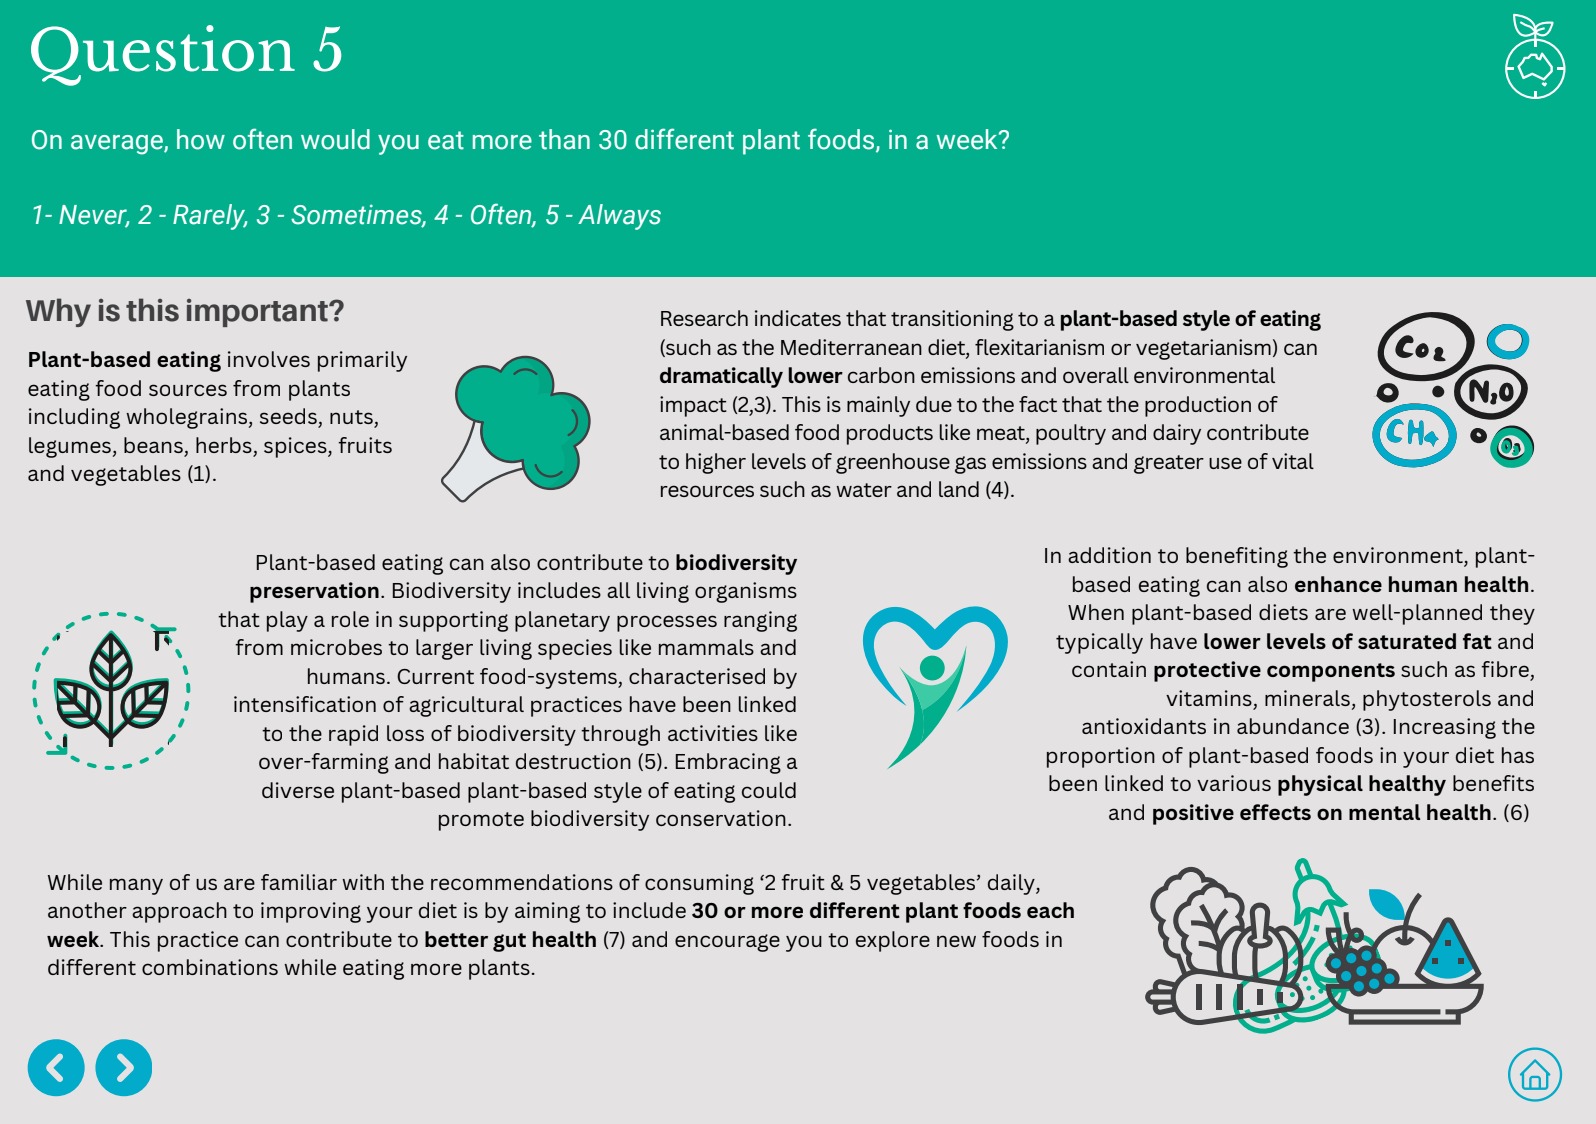 Question 5
On average, how often would you eat more than 30 different plant foods, in a week?
1- Never, 2 - Rarely, 3 - Sometimes, 4 - Often, 5 - Always
Why is this important?
Plant-based eating involves primarily
eating food sources from plants
including wholegrains, seeds, nuts,
legumes, beans, herbs, spices, fruits
and vegetables (1).
Research indicates that transitioning to a plant-based style of eating
(such as the Mediterranean diet, flexitarianism or vegetarianism) can
dramatically lower carbon emissions and overall environmental
impact (2,3). This is mainly due to the fact that the production of
animal-based food products like meat, poultry and dairy contribute
to higher levels of greenhouse gas emissions and greater use of vital
resources such as water and land (4).
Co2
N2O
CH4
O3
Plant-based eating can also contribute to biodiversity
preservation. Biodiversity includes all living organisms
that play a role in supporting planetary processes ranging
from microbes to larger living species like mammals and
humans. Current food-systems, characterised by
intensification of agricultural practices have been linked
to the rapid loss of biodiversity through activities like
over-farming and habitat destruction (5). Embracing a
diverse plant-based plant-based style of eating could
promote biodiversity conservation.
In addition to benefiting the environment, plant-
based eating can also enhance human health.
When plant-based diets are well-planned they
typically have lower levels of saturated fat and
contain protective components such as fibre,
vitamins, minerals, phytosterols and
antioxidants in abundance (3). Increasing the
proportion of plant-based foods in your diet has
been linked to various physical healthy benefits
and positive effects on mental health. (6)
While many of us are familiar with the recommendations of consuming ‘2 fruit & 5 vegetables’ daily,
another approach to improving your diet is by aiming to include 30 or more different plant foods each
week. This practice can contribute to better gut health (7) and encourage you to explore new foods in
different combinations while eating more plants.